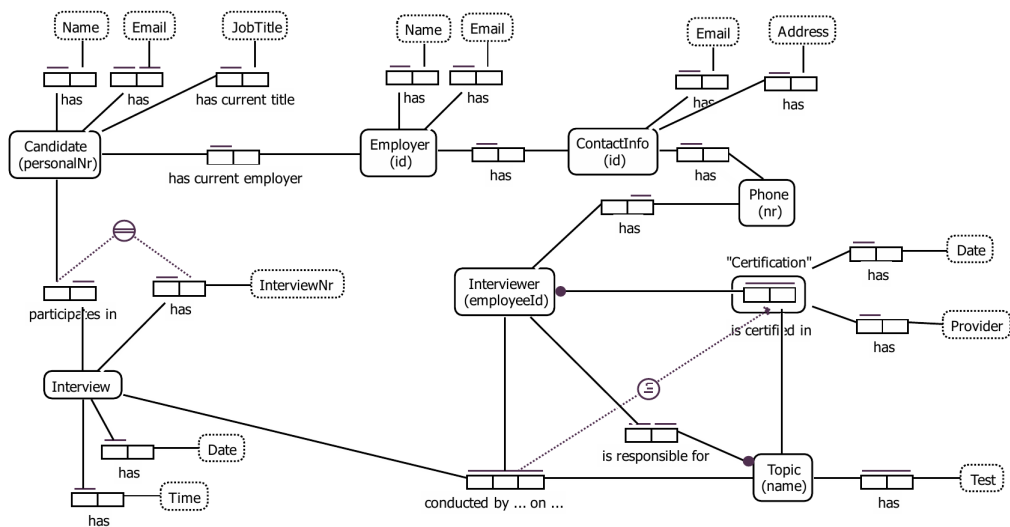 Name
Email
JobTitle
has
has
has current title
Name
Email
has
has
Email
Address
has
has
Candidate
(personalNr)
has current employer
Employer
(id)
has
ContactInfo
(id)
has
Phone
(nr)
has
participates in
has
InterviewNr
Interviewer
(employeeId)
"Certification"
is certified in
has
Date
has
Provider
Interview
has
Date
has
Time
is responsible for
conducted by ... on ...
Topic
(name)
has
Test